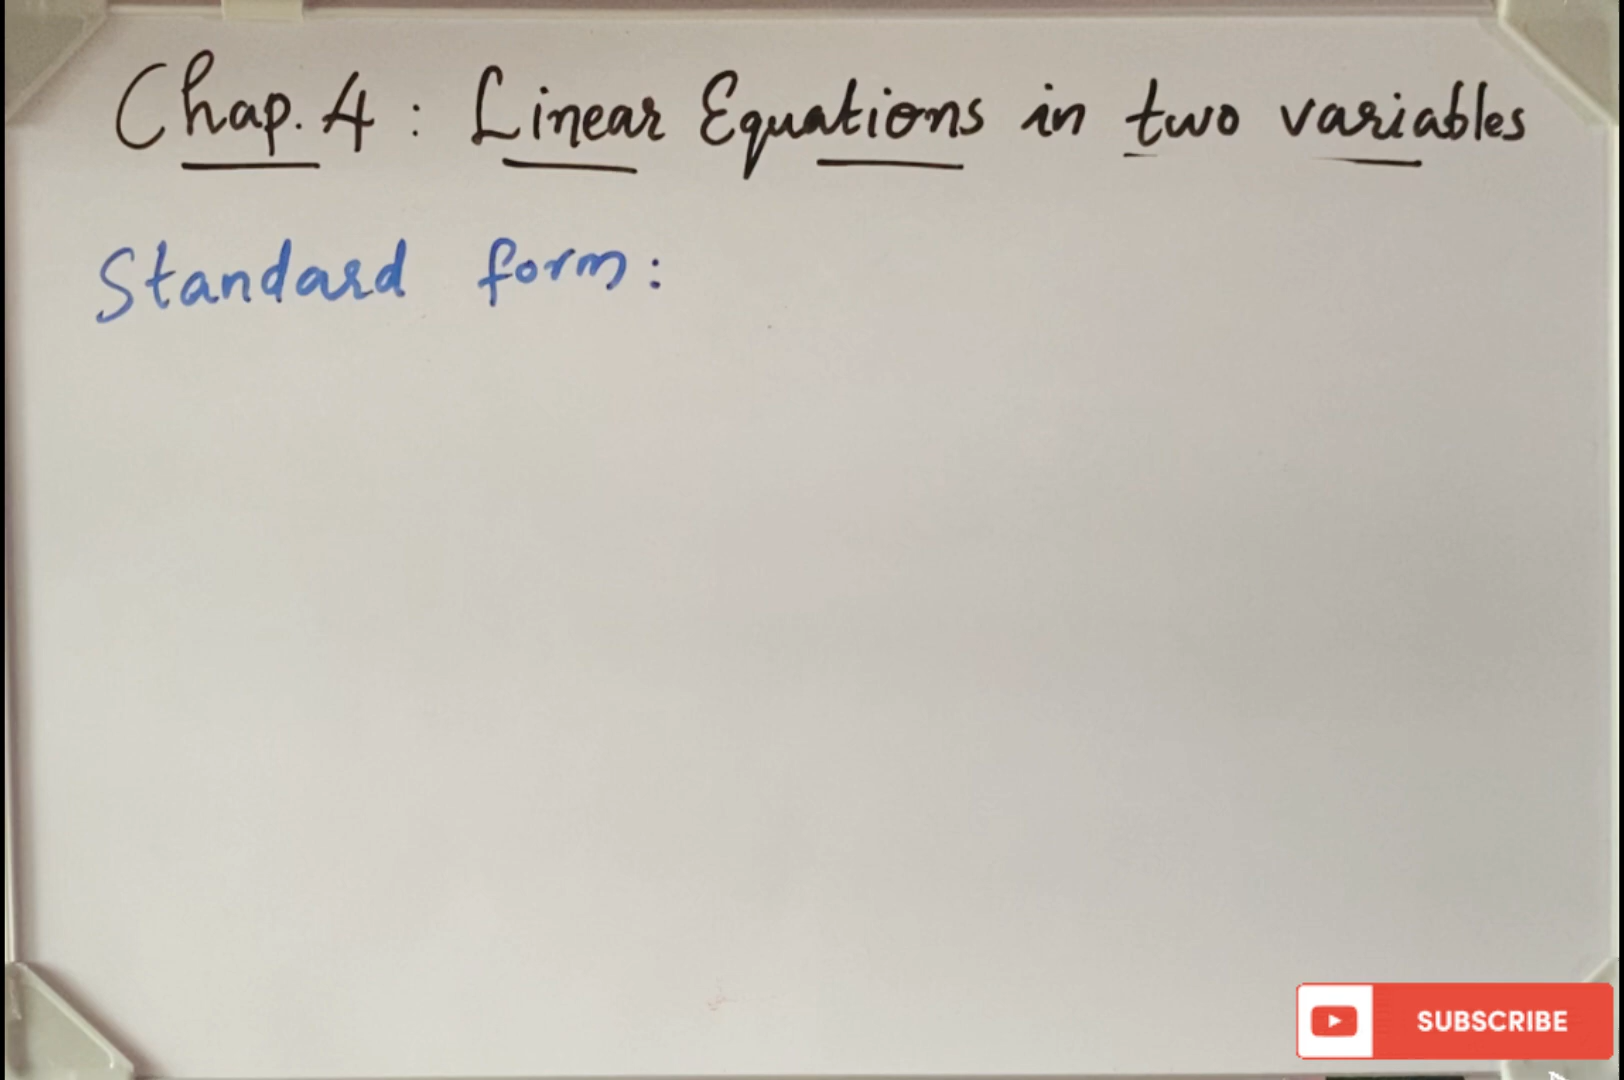 Chap. 4 : Linear Equations in two variables
Standard form :
SUBSCRIBE